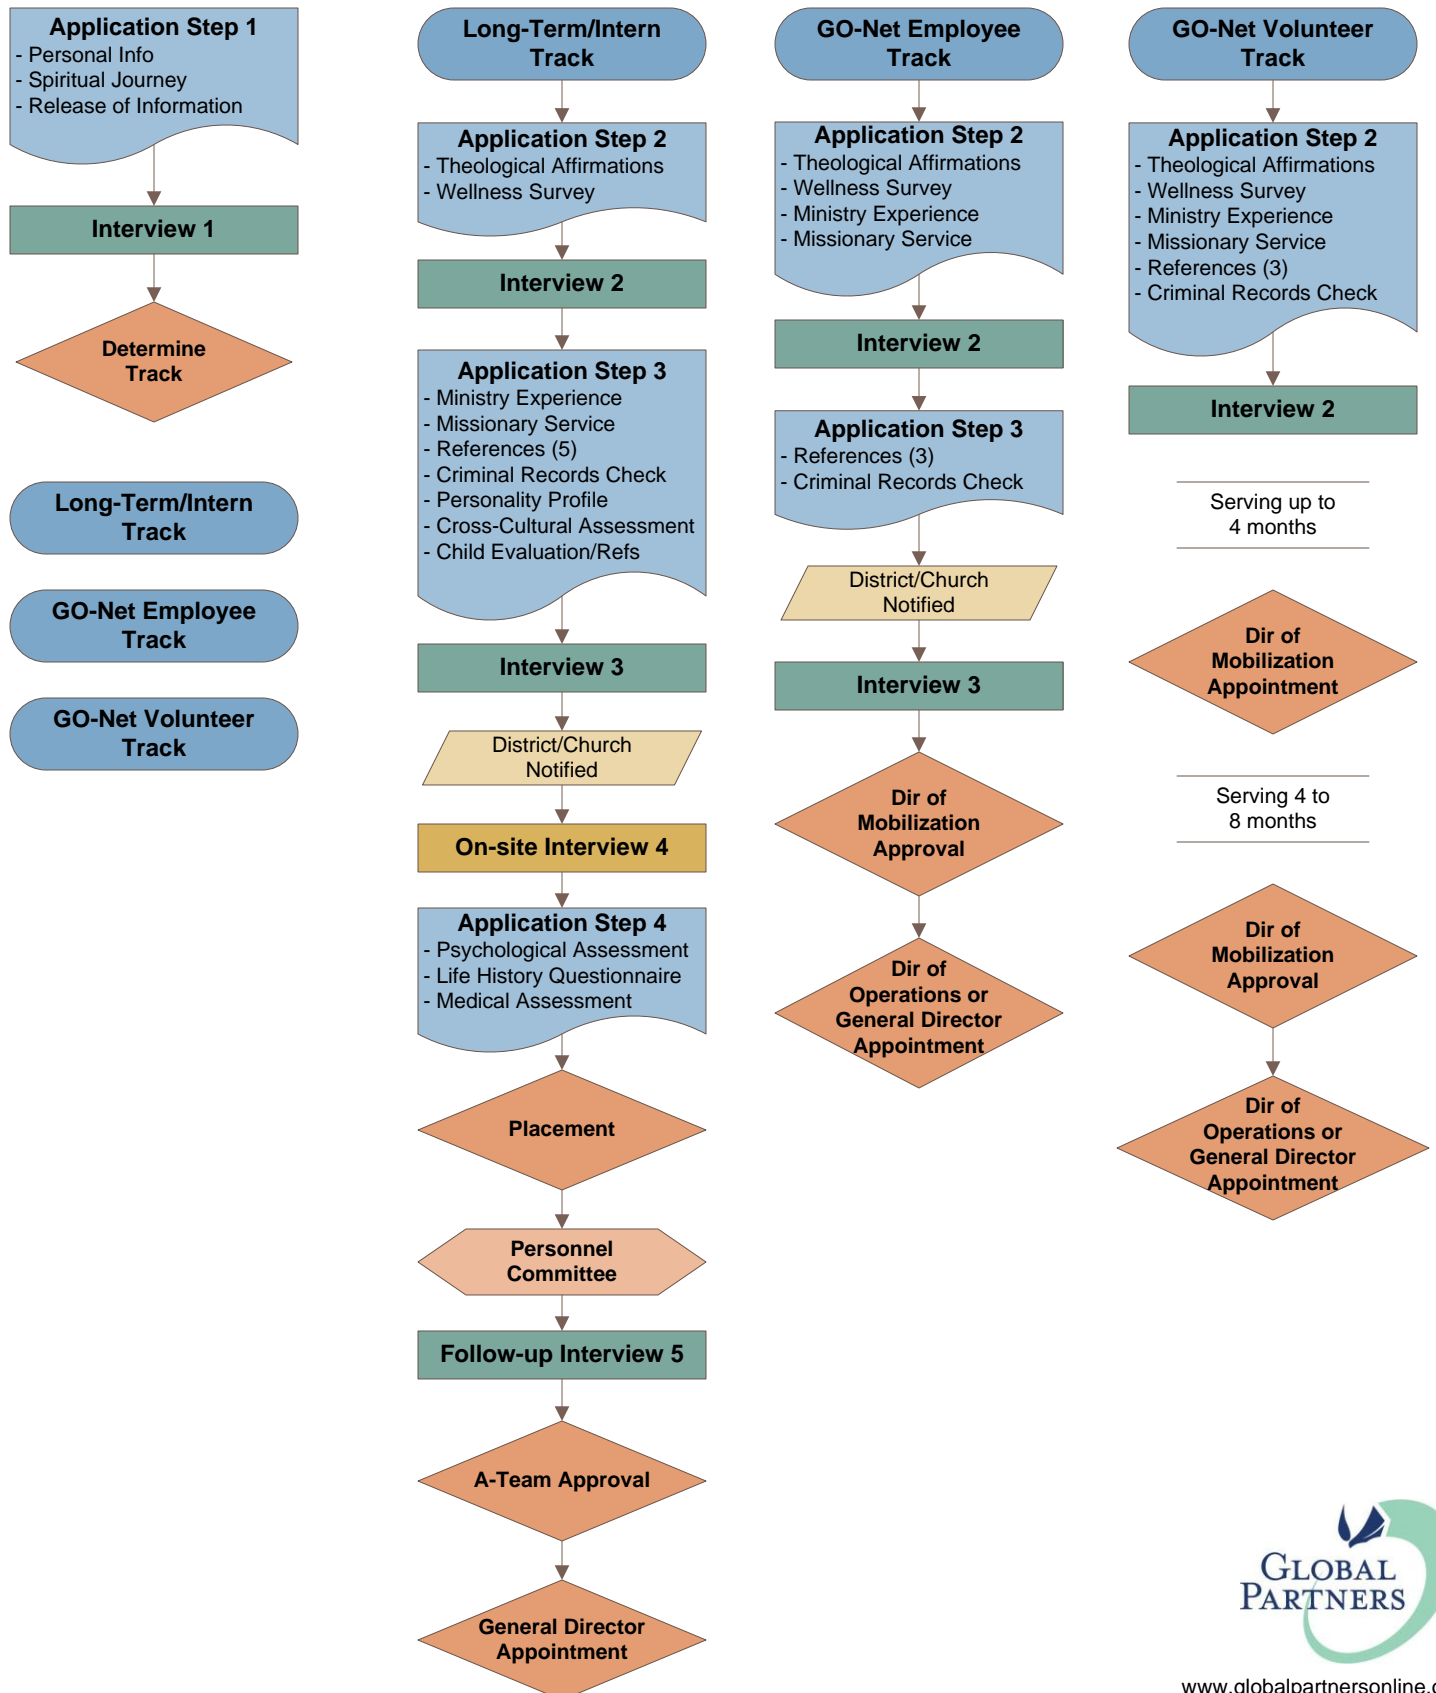 Application Step 1
- Personal Info
- Spiritual Journey
- Release of Information
Interview 1
Determine
Track
Long-Term/Intern
Track
GO-Net Employee
Track
GO-Net Volunteer
Track
Long-Term/Intern
Track
Application Step 2
- Theological Affirmations
- Wellness Survey
Interview 2
Application Step 3
- Ministry Experience
- Missionary Service
- References (5)
- Criminal Records Check
- Personality Profile
- Cross-Cultural Assessment
- Child Evaluation/Refs
Interview 3
District/Church
Notified
On-site Interview 4
Application Step 4
- Psychological Assessment
- Life History Questionnaire
- Medical Assessment
Placement
Personnel
Committee
Follow-up Interview 5
A-Team Approval
General Director
Appointment
GO-Net Employee
Track
Application Step 2
- Theological Affirmations
- Wellness Survey
- Ministry Experience
- Missionary Service
Interview 2
Application Step 3
- References (3)
- Criminal Records Check
District/Church
Notified
Interview 3
Dir of
Mobilization
Approval
Dir of
Operations or
General Director
Appointment
GO-Net Volunteer
Track
Application Step 2
- Theological Affirmations
- Wellness Survey
- Ministry Experience
- Missionary Service
- References (3)
- Criminal Records Check
Interview 2
Serving up to
4 months
Dir of
Mobilization
Appointment
Serving 4 to
8 months
Dir of
Mobilization
Approval
Dir of
Operations or
General Director
Appointment
GLOBAL
PARTNERS
www.globalpartnersonline.